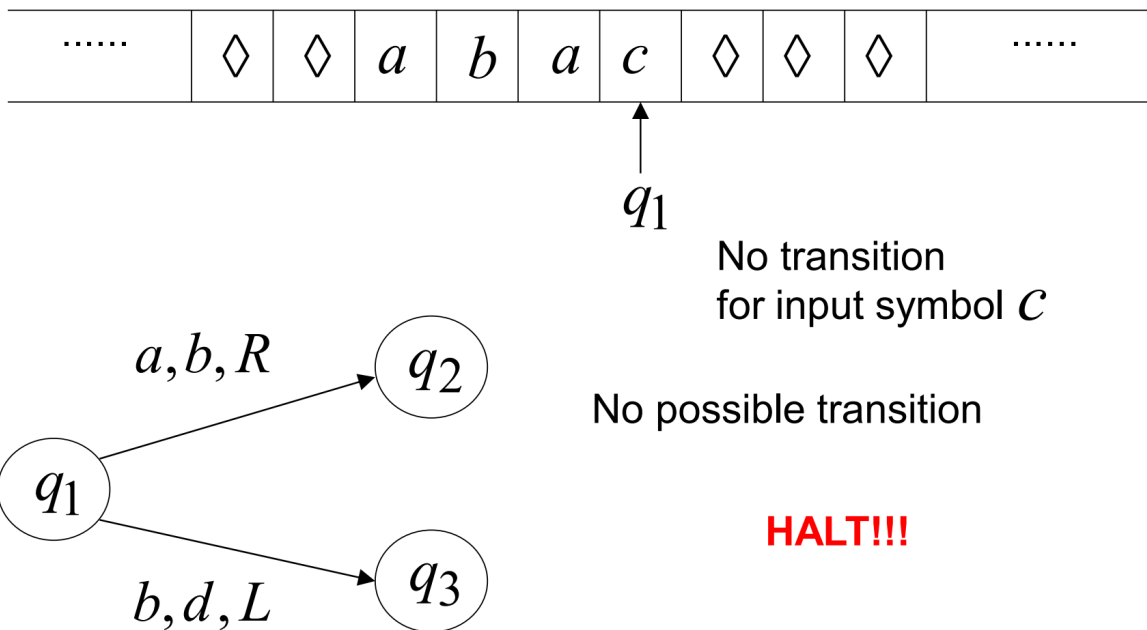 ...... ◊ ◊ a b a c ◊ ◊ ◊ ......
q₁
No transition
for input symbol c
a, b, R
q₂
No possible transition
q₁
HALT!!!
q₃
b, d, L